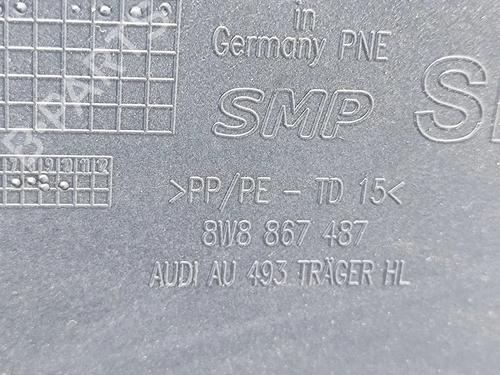 in
Germany PNE
SMP
>PP/PE - TD 15<
8W8 867 487
AUDI AU 493 TRÄGER HL